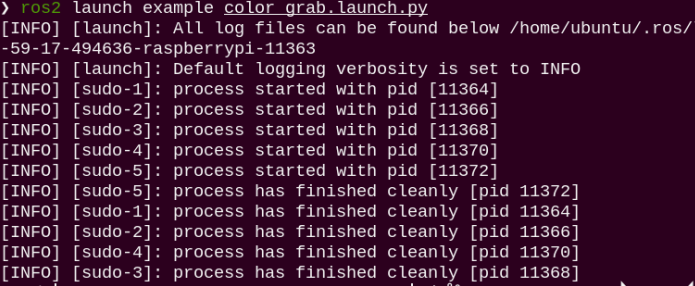 ❯ ros2 launch example color_grab.launch.py
[INFO] [launch]: All log files can be found below /home/ubuntu/.ros/
-59-17-494636-raspberrypi-11363
[INFO] [launch]: Default logging verbosity is set to INFO
[INFO] [sudo-1]: process started with pid [11364]
[INFO] [sudo-2]: process started with pid [11366]
[INFO] [sudo-3]: process started with pid [11368]
[INFO] [sudo-4]: process started with pid [11370]
[INFO] [sudo-5]: process started with pid [11372]
[INFO] [sudo-5]: process has finished cleanly [pid 11372]
[INFO] [sudo-1]: process has finished cleanly [pid 11364]
[INFO] [sudo-2]: process has finished cleanly [pid 11366]
[INFO] [sudo-4]: process has finished cleanly [pid 11370]
[INFO] [sudo-3]: process has finished cleanly [pid 11368]